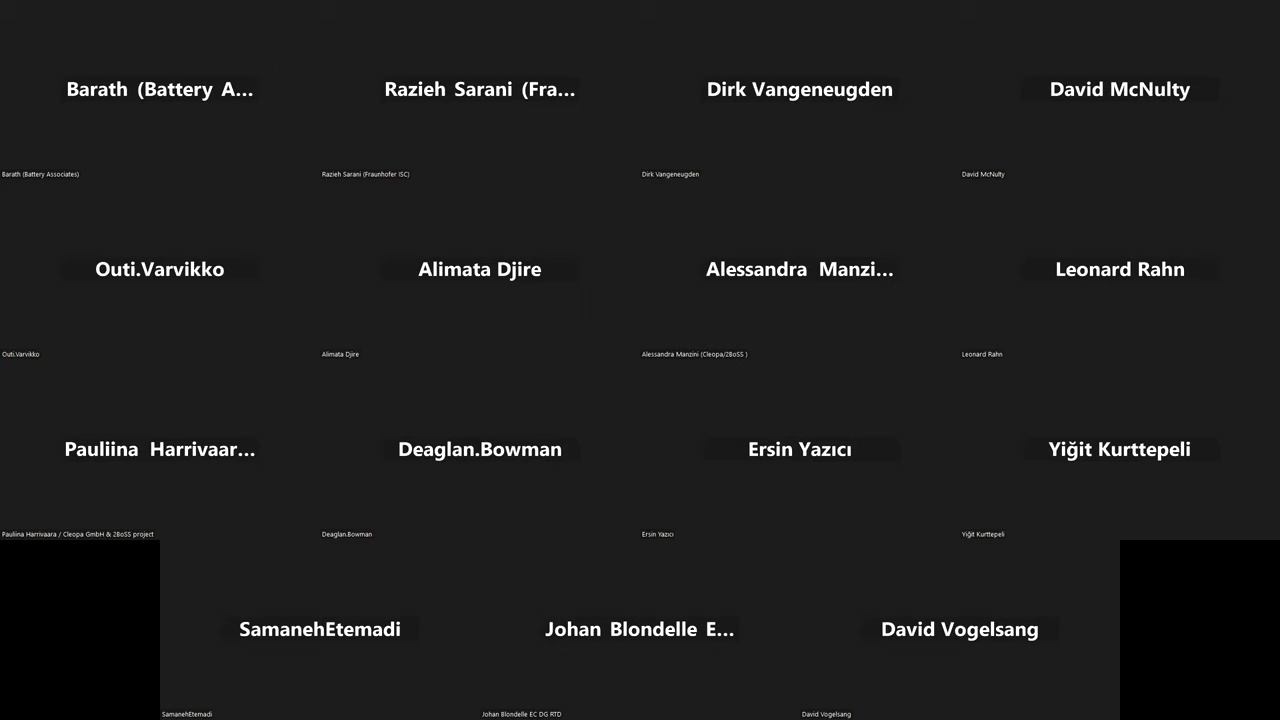 Barath (Battery A...
Razieh Sarani (Fra...
Dirk Vangeneugden
David McNulty
Barath (Battery Associates)
Razieh Sarani (Fraunhofer ISC)
Dirk Vangeneugden
David McNulty
Outi.Varvikko
Alimata Djire
Alessandra Manzi...
Leonard Rahn
Outi.Varvikko
Alimata Djire
Alessandra Manzini (Cleopa/2BoSS )
Leonard Rahn
Pauliina Harrivaar...
Deaglan.Bowman
Ersin Yazıcı
Yiğit Kurttepeli
Pauliina Harrivaara / Cleopa GmbH & 2BoSS project
Deaglan.Bowman
Ersin Yazıcı
Yiğit Kurttepeli
SamanehEtemadi
Johan Blondelle E...
David Vogelsang
SamanehEtemadi
Johan Blondelle EC DG RTD
David Vogelsang